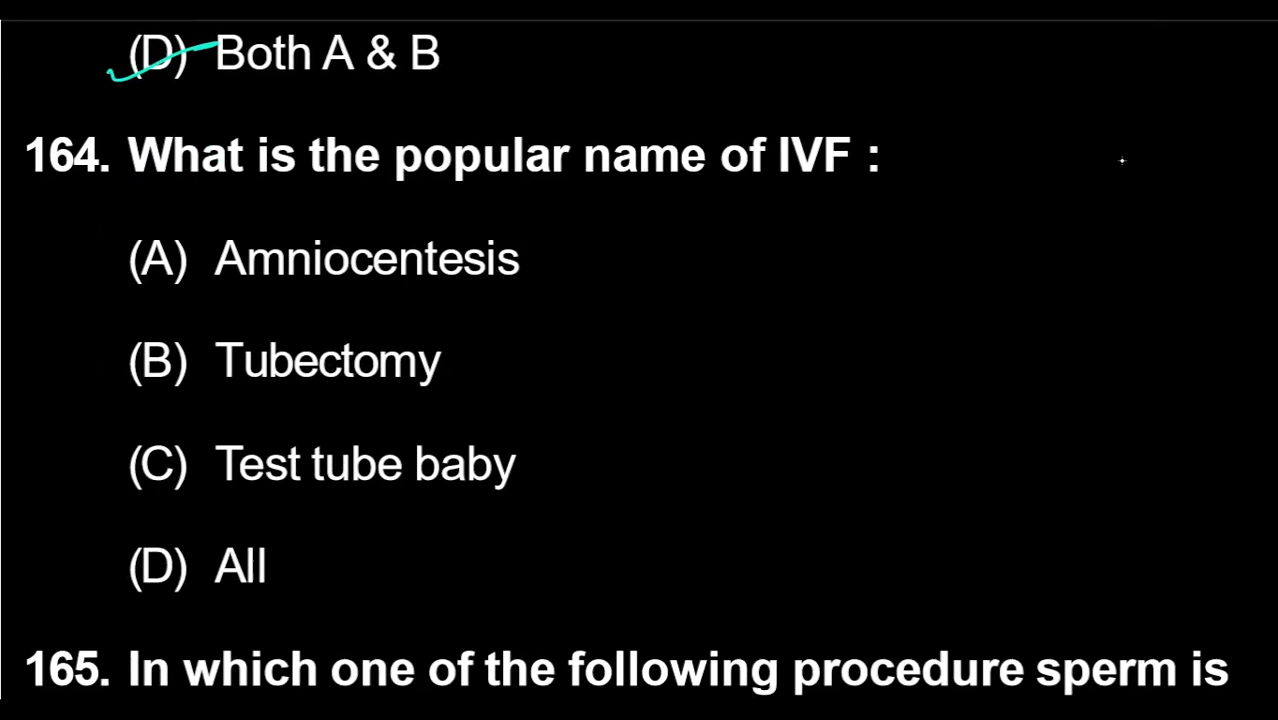 (D) Both A & B
164. What is the popular name of IVF :
(A) Amniocentesis
(B) Tubectomy
(C) Test tube baby
(D) All
165. In which one of the following procedure sperm is